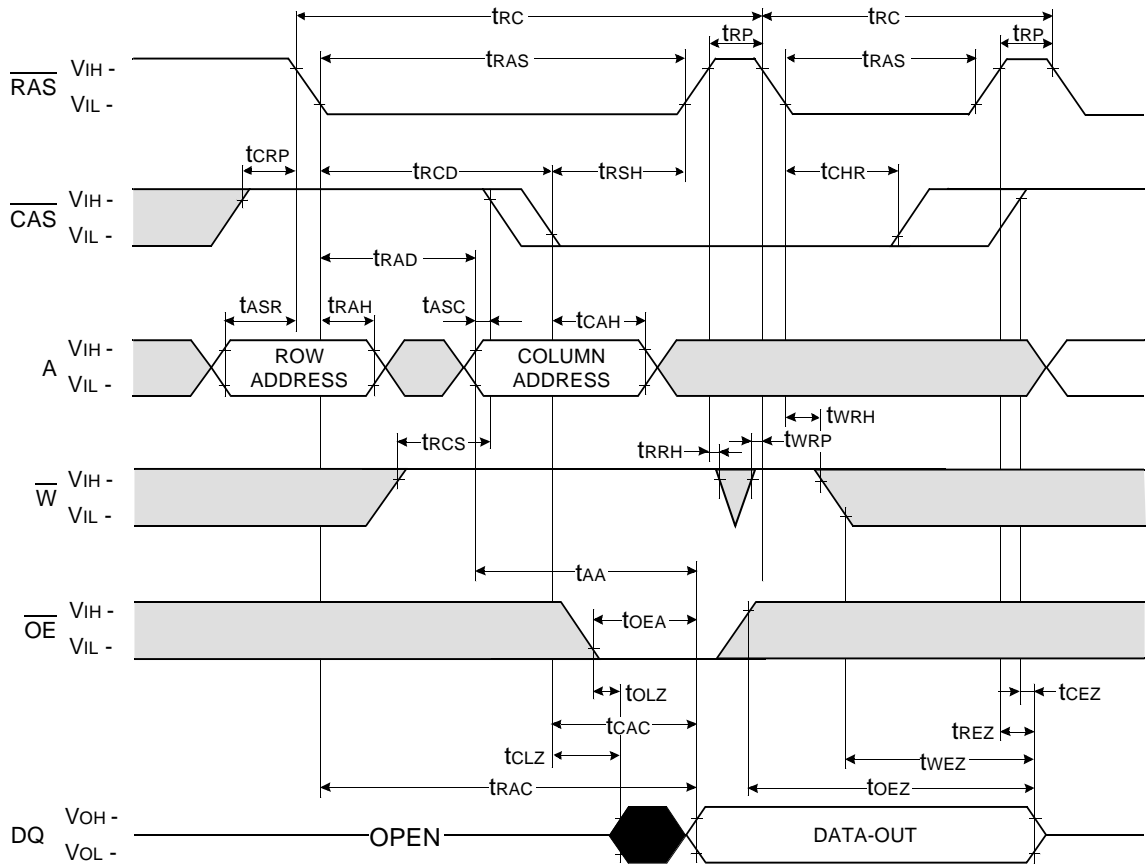 tRC tRC
tRP tRP
tRAS tRAS
RAS
VIH -
VIL -
tCRP
tRCD tRSH tCHR
CAS
VIH -
VIL -
tRAD
tASR tRAH tASC tCAH
A
VIH -
VIL -
ROW
ADDRESS
COLUMN
ADDRESS
tWRH
tRCS tRRH tWRP
W
VIH -
VIL -
tAA
OE
VIH -
VIL -
tOEA
tOLZ tCEZ
tCAC tREZ
tCLZ tWEZ
tRAC tOEZ
DQ
VOH -
VOL -
OPEN
DATA-OUT